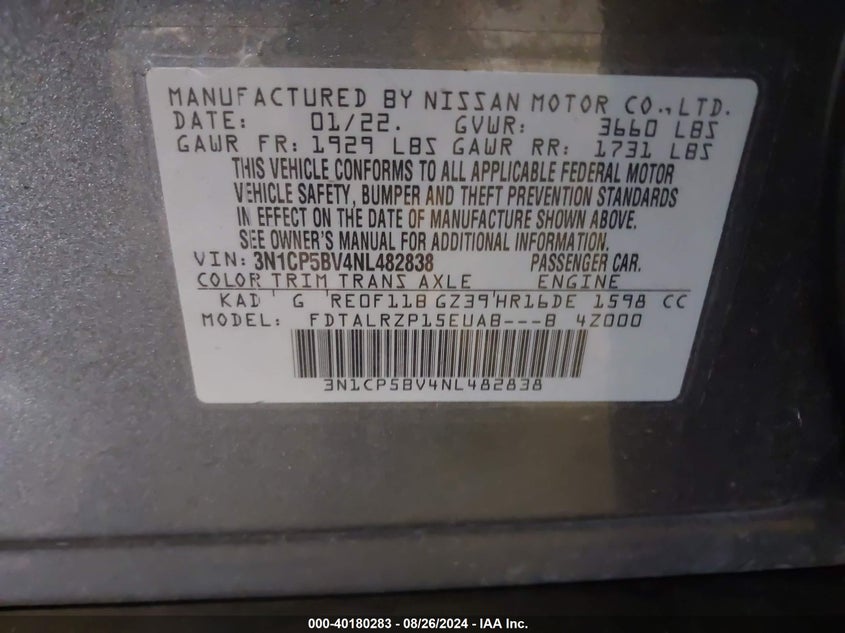 MANUFACTURED BY NISSAN MOTOR CO., LTD.
DATE: 01/22. GVWR: 3660 LBS
GAWR FR: 1929 LBS GAWR RR: 1731 LBS
THIS VEHICLE CONFORMS TO ALL APPLICABLE FEDERAL MOTOR
VEHICLE SAFETY, BUMPER AND THEFT PREVENTION STANDARDS
IN EFFECT ON THE DATE OF MANUFACTURE SHOWN ABOVE.
SEE OWNER'S MANUAL FOR ADDITIONAL INFORMATION.
VIN: 3N1CP5BV4NL482838 PASSENGER CAR.
COLOR TRIM TRANS AXLE ENGINE
KAD G RE0F11B GZ39 HR16DE 1598 CC
MODEL: FDTALRZP15EUAB---B 4Z000
3N1CP5BV4NL482838
000-40180283 - 08/26/2024 - IAA Inc.